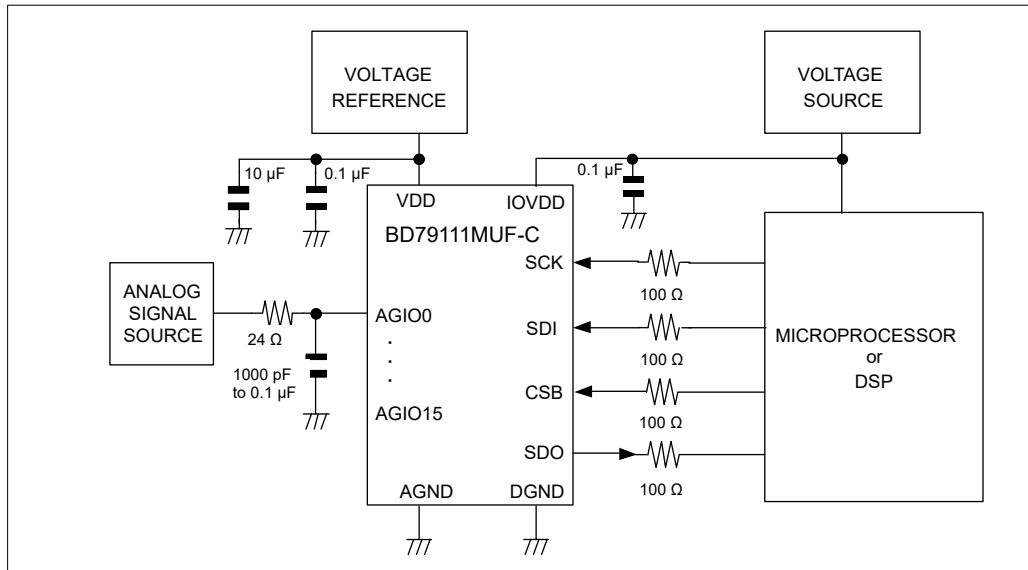 VOLTAGE
REFERENCE
VOLTAGE
SOURCE
10 µF
0.1 µF
0.1 µF
VDD
IOVDD
BD79111MUF-C
SCK
100 Ω
ANALOG
SIGNAL
SOURCE
24 Ω
AGIO0
.
.
.
1000 pF
to 0.1 µF
SDI
100 Ω
MICROPROCESSOR
or
DSP
CSB
100 Ω
AGIO15
SDO
100 Ω
AGND
DGND